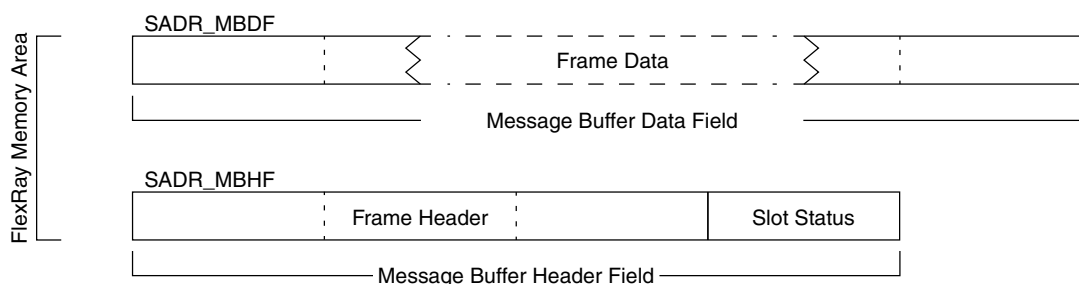 SADR_MBDF
Frame Data
Message Buffer Data Field
FlexRay Memory Area
SADR_MBHF
Frame Header
Slot Status
Message Buffer Header Field